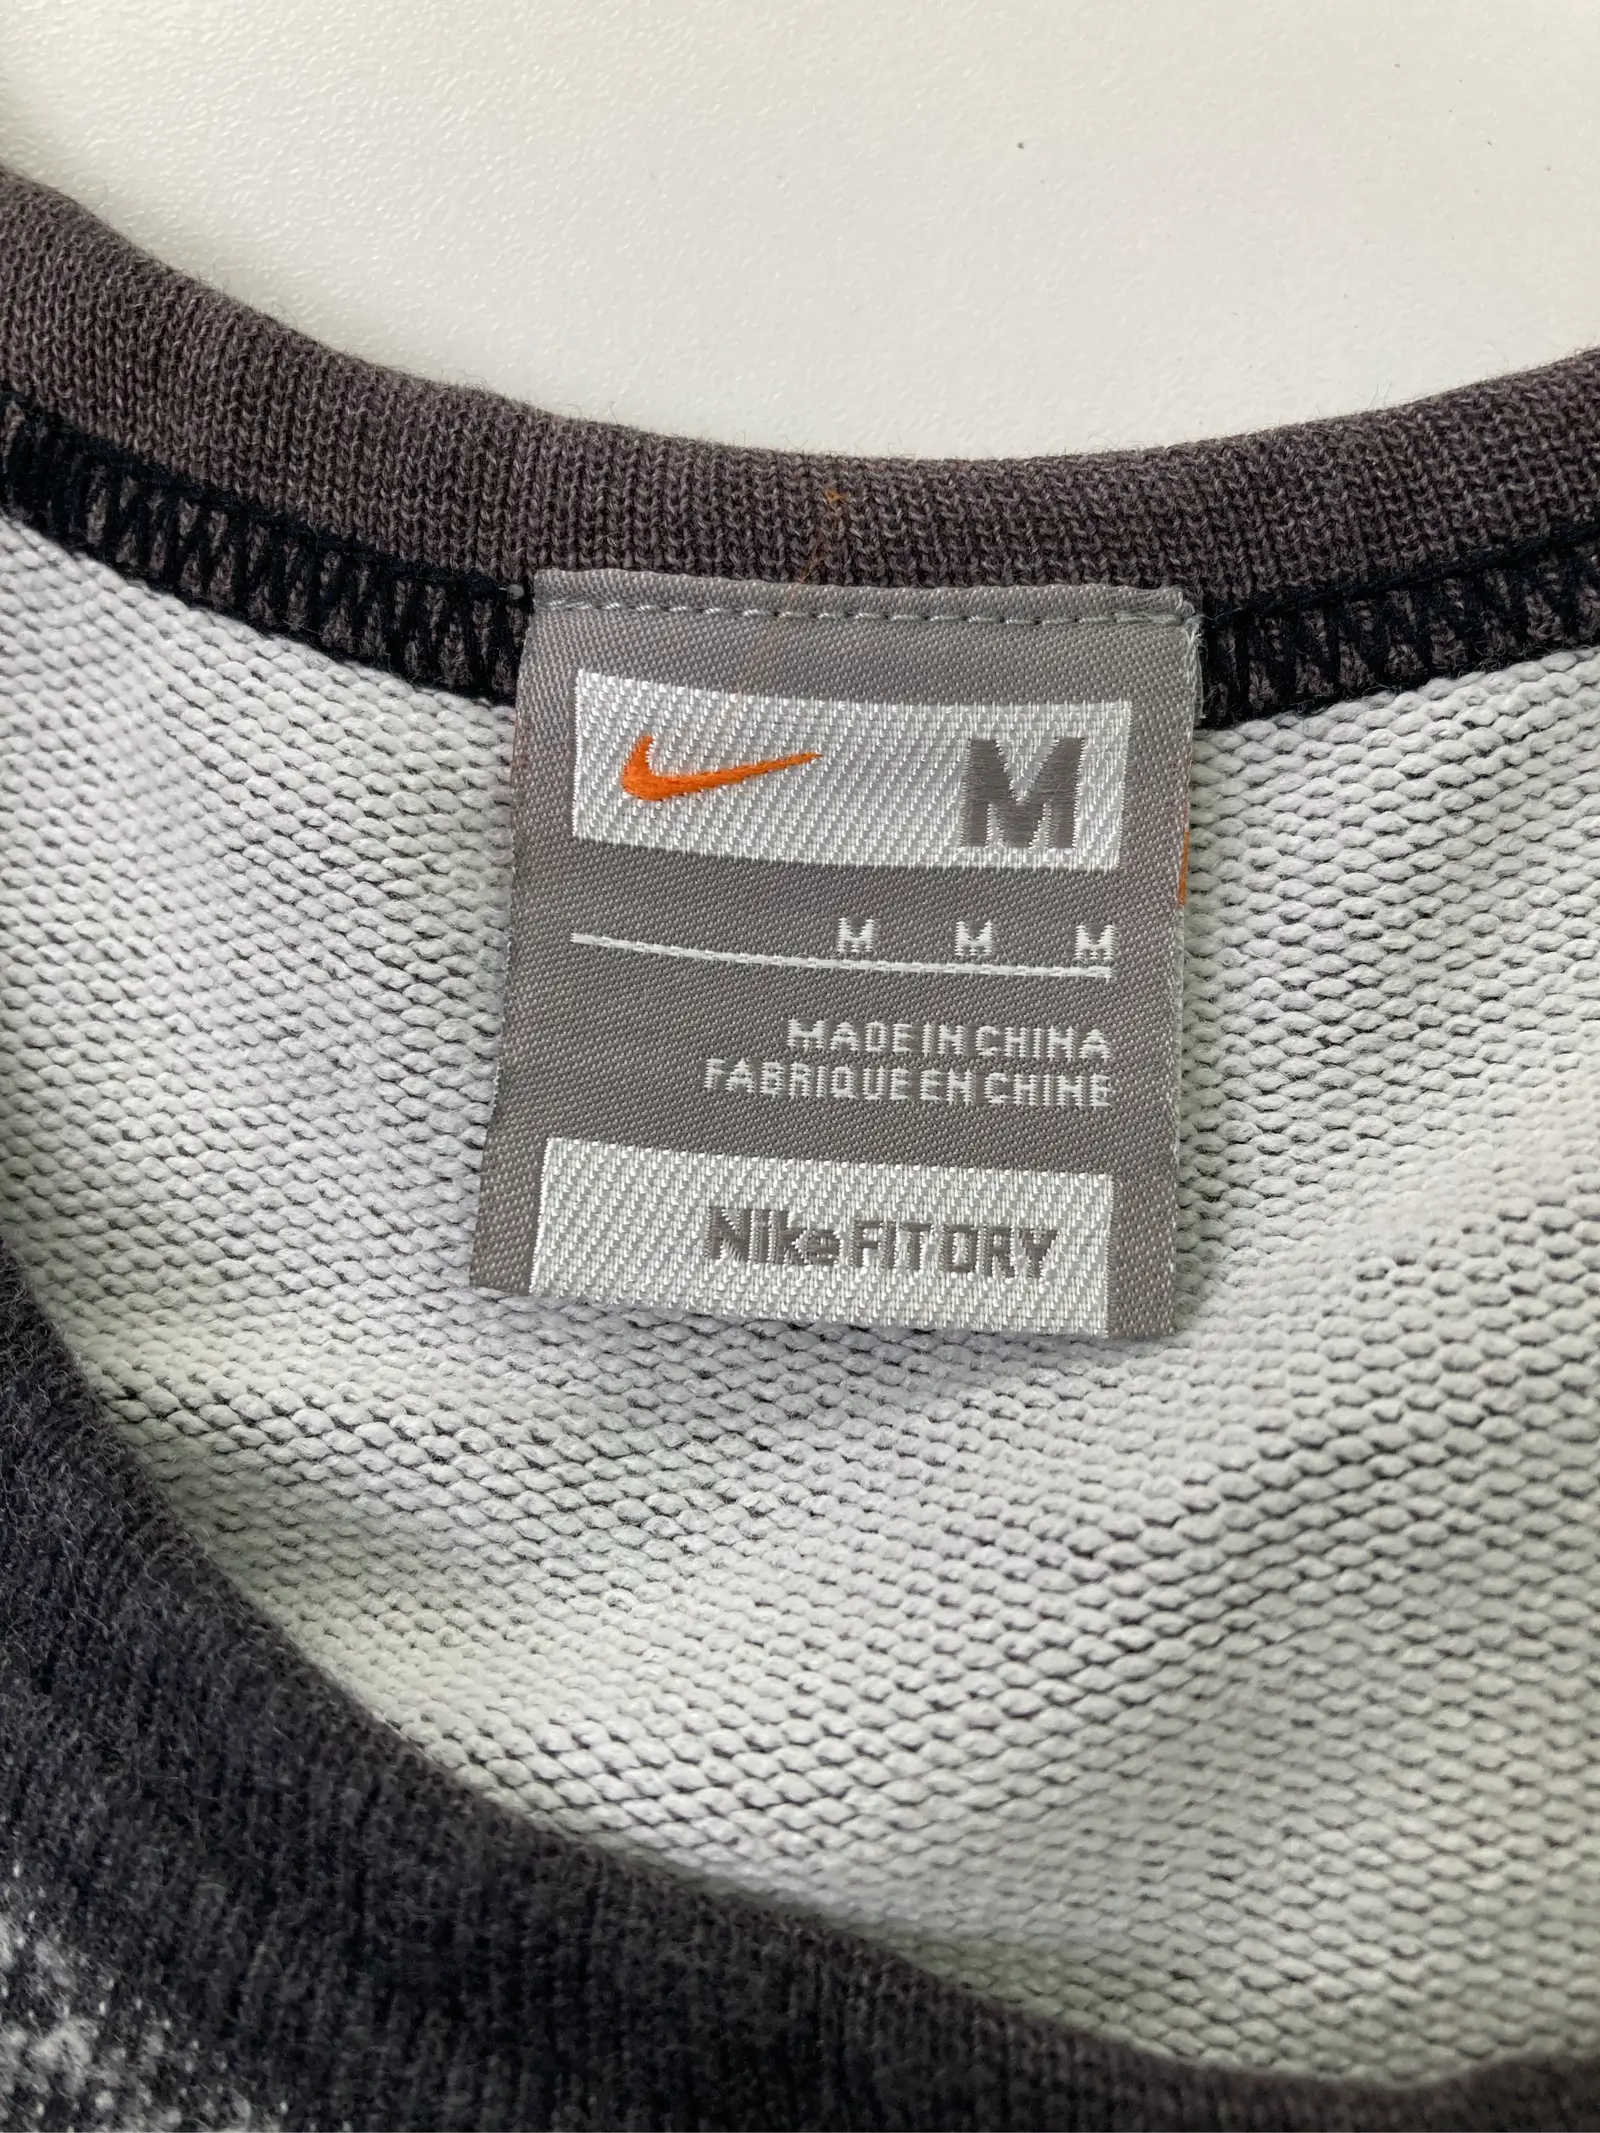 M
M M M
MADE IN CHINA
FABRIQUE EN CHINE
Nike FIT DRY